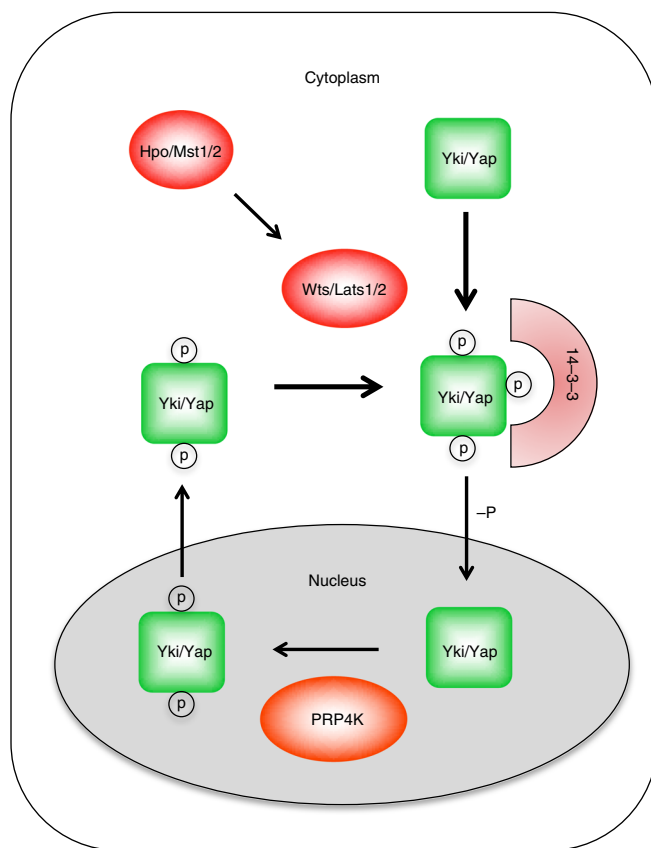 Cytoplasm
Hpo/Mst1/2
Yki/Yap
Wts/Lats1/2
p
p
Yki/Yap
Yki/Yap
p
14–3–3
p
p
–P
Nucleus
p
Yki/Yap
Yki/Yap
p
PRP4K